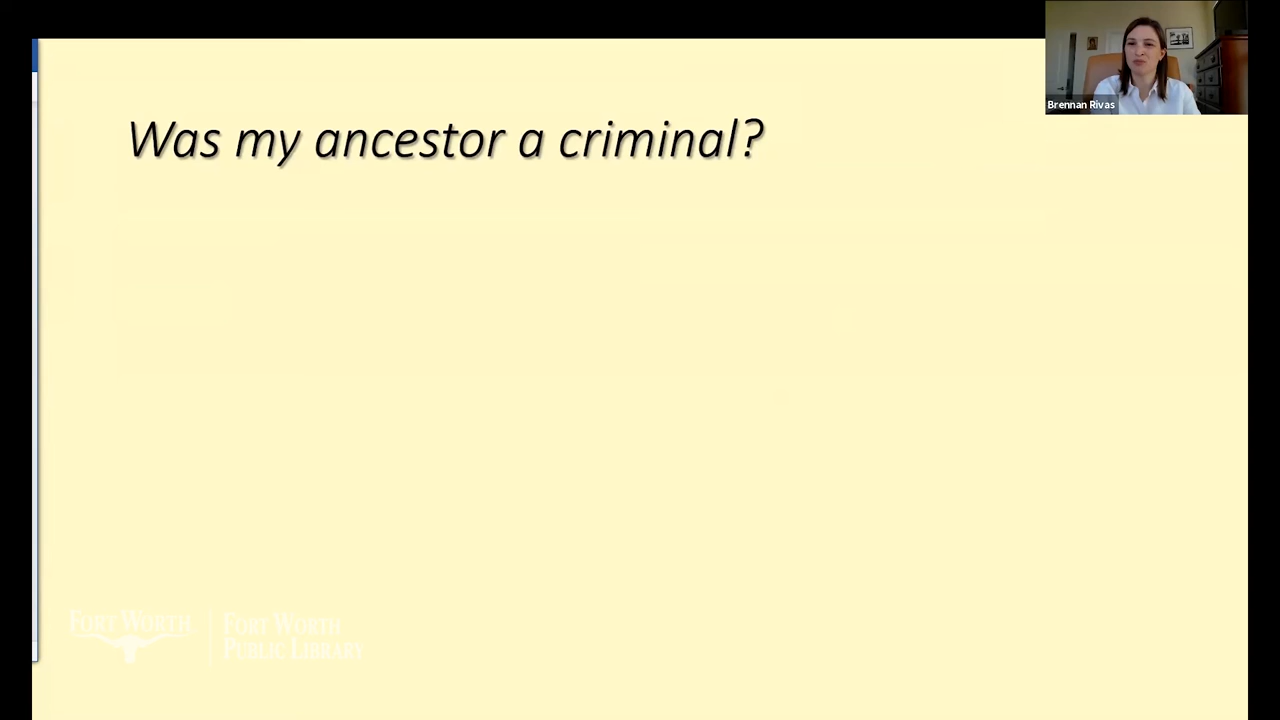 Was my ancestor a criminal?
Brennan Rivas
FORT WORTH
FORT WORTH
PUBLIC LIBRARY